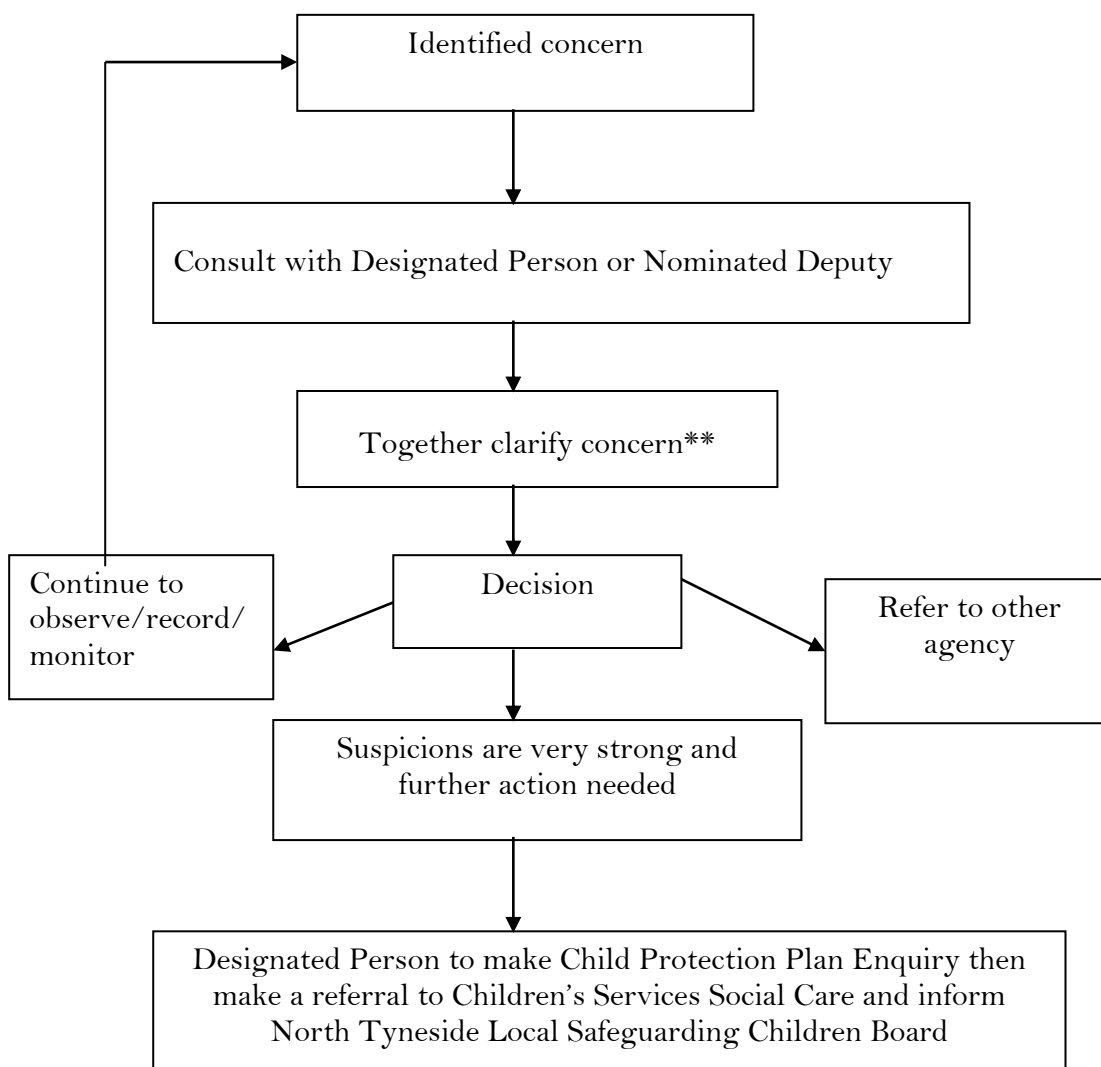 Identified concern
Consult with Designated Person or Nominated Deputy
Together clarify concern**
Continue to
observe/record/
monitor
Decision
Refer to other
agency
Suspicions are very strong and
further action needed
Designated Person to make Child Protection Plan Enquiry then
make a referral to Children’s Services Social Care and inform
North Tyneside Local Safeguarding Children Board